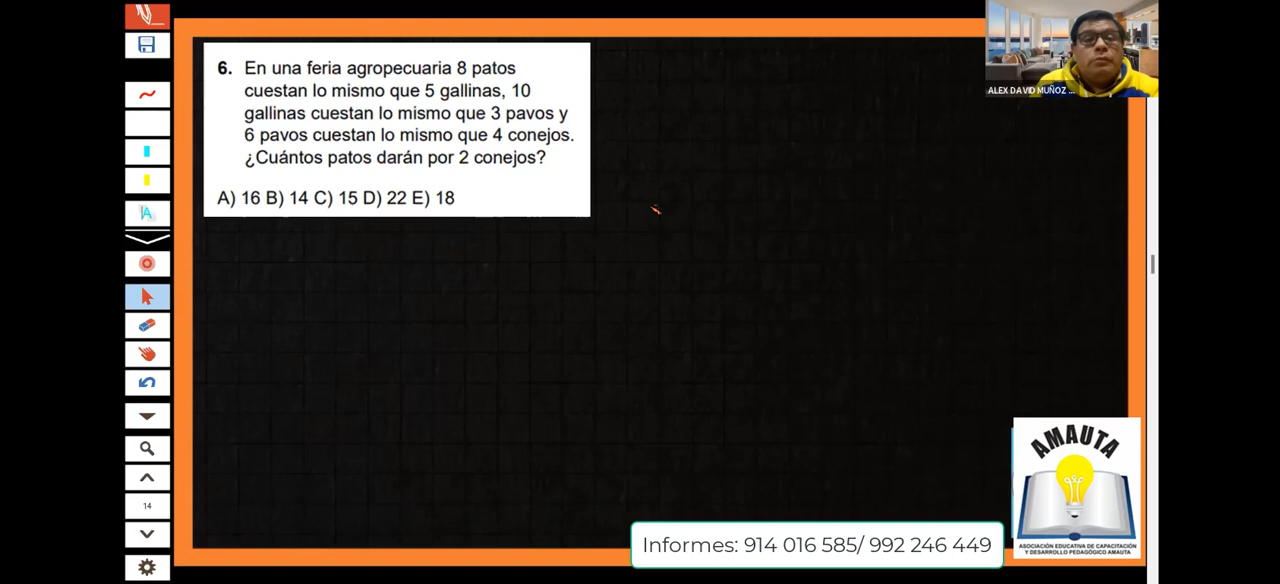 6. En una feria agropecuaria 8 patos
cuestan lo mismo que 5 gallinas, 10
gallinas cuestan lo mismo que 3 pavos y
6 pavos cuestan lo mismo que 4 conejos.
¿Cuántos patos darán por 2 conejos?
A) 16 B) 14 C) 15 D) 22 E) 18
ALEX DAVID MUÑOZ ...
A
14
AMAUTA
ASOCIACIÓN EDUCATIVA DE CAPACITACIÓN
Y DESARROLLO PEDAGÓGICO AMAUTA
Informes: 914 016 585/ 992 246 449